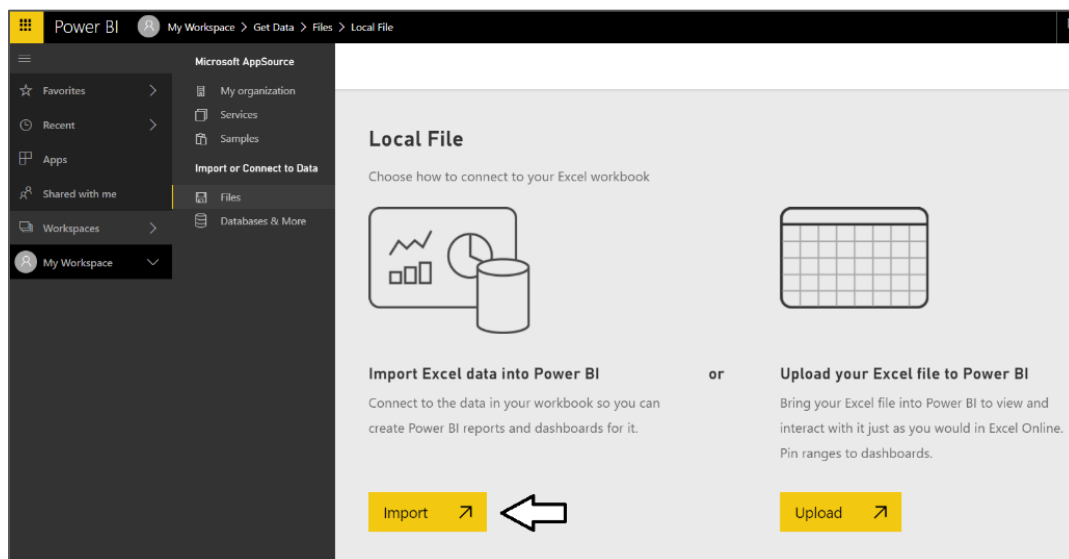 Power BI
My Workspace > Get Data > Files > Local File
Favorites
Recent
Apps
Shared with me
Workspaces
My Workspace
Microsoft AppSource
My organization
Services
Samples
Import or Connect to Data
Files
Databases & More
Local File
Choose how to connect to your Excel workbook
Import Excel data into Power BI
Connect to the data in your workbook so you can
create Power BI reports and dashboards for it.
Import
or
Upload your Excel file to Power BI
Bring your Excel file into Power BI to view and
interact with it just as you would in Excel Online.
Pin ranges to dashboards.
Upload